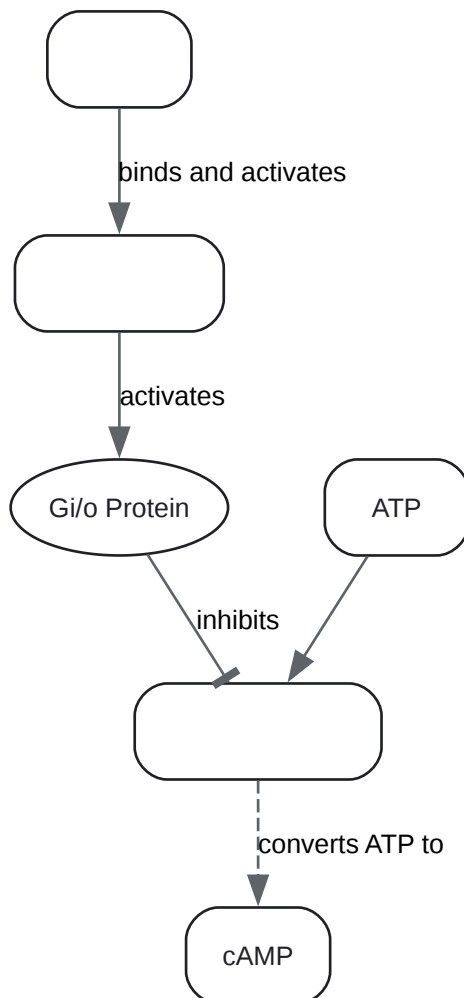 binds and activates
activates
Gi/o Protein
ATP
inhibits
converts ATP to
cAMP